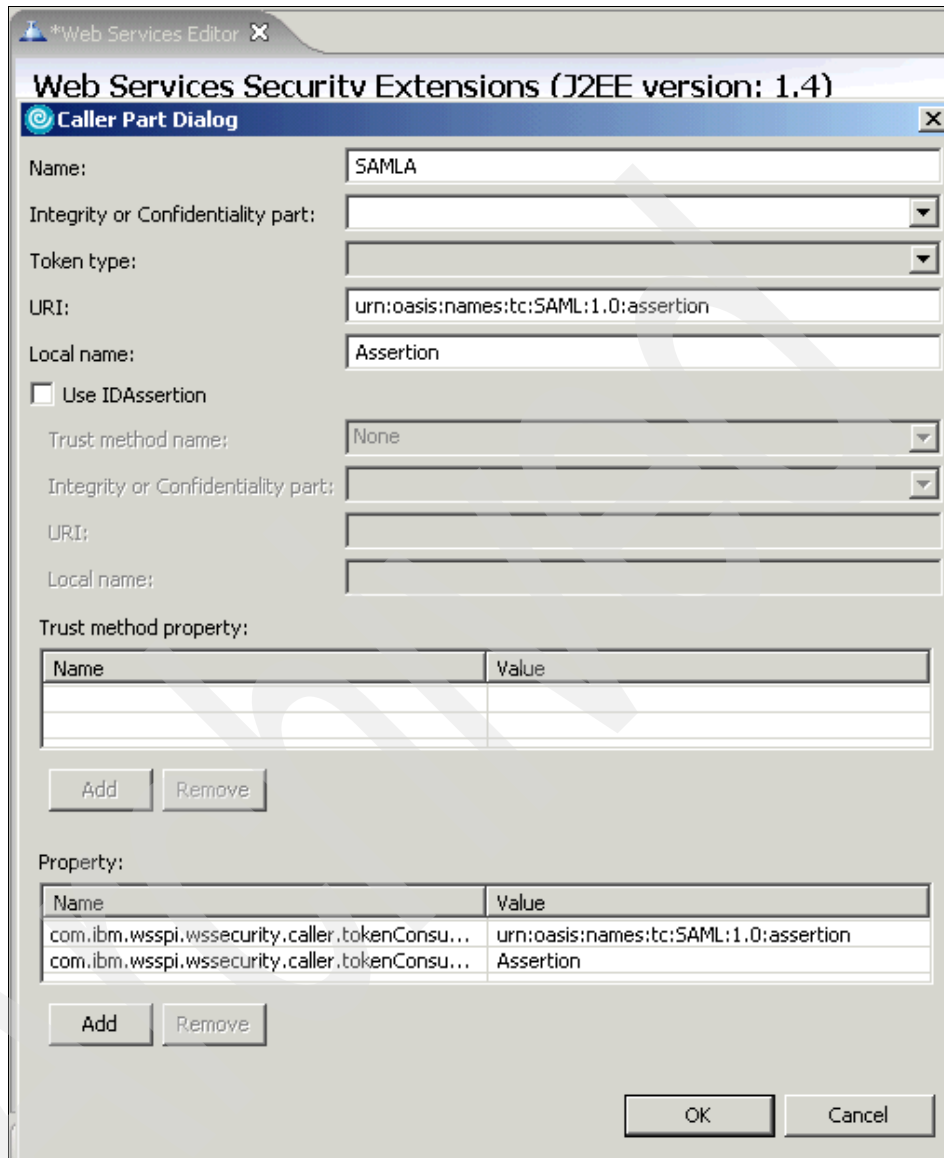 *Web Services Editor
Web Services Security Extensions (J2EE version: 1.4)
Caller Part Dialog
Name: SAMLA
Integrity or Confidentiality part:
Token type:
URI: urn:oasis:names:tc:SAML:1.0:assertion
Local name: Assertion
Use IDAssertion
Trust method name: None
Integrity or Confidentiality part:
URI:
Local name:
Trust method property:
Name Value
Add Remove
Property:
Name Value
com.ibm.wsspi.wssecurity.caller.tokenConsu... urn:oasis:names:tc:SAML:1.0:assertion
com.ibm.wsspi.wssecurity.caller.tokenConsu... Assertion
Add Remove
OK Cancel